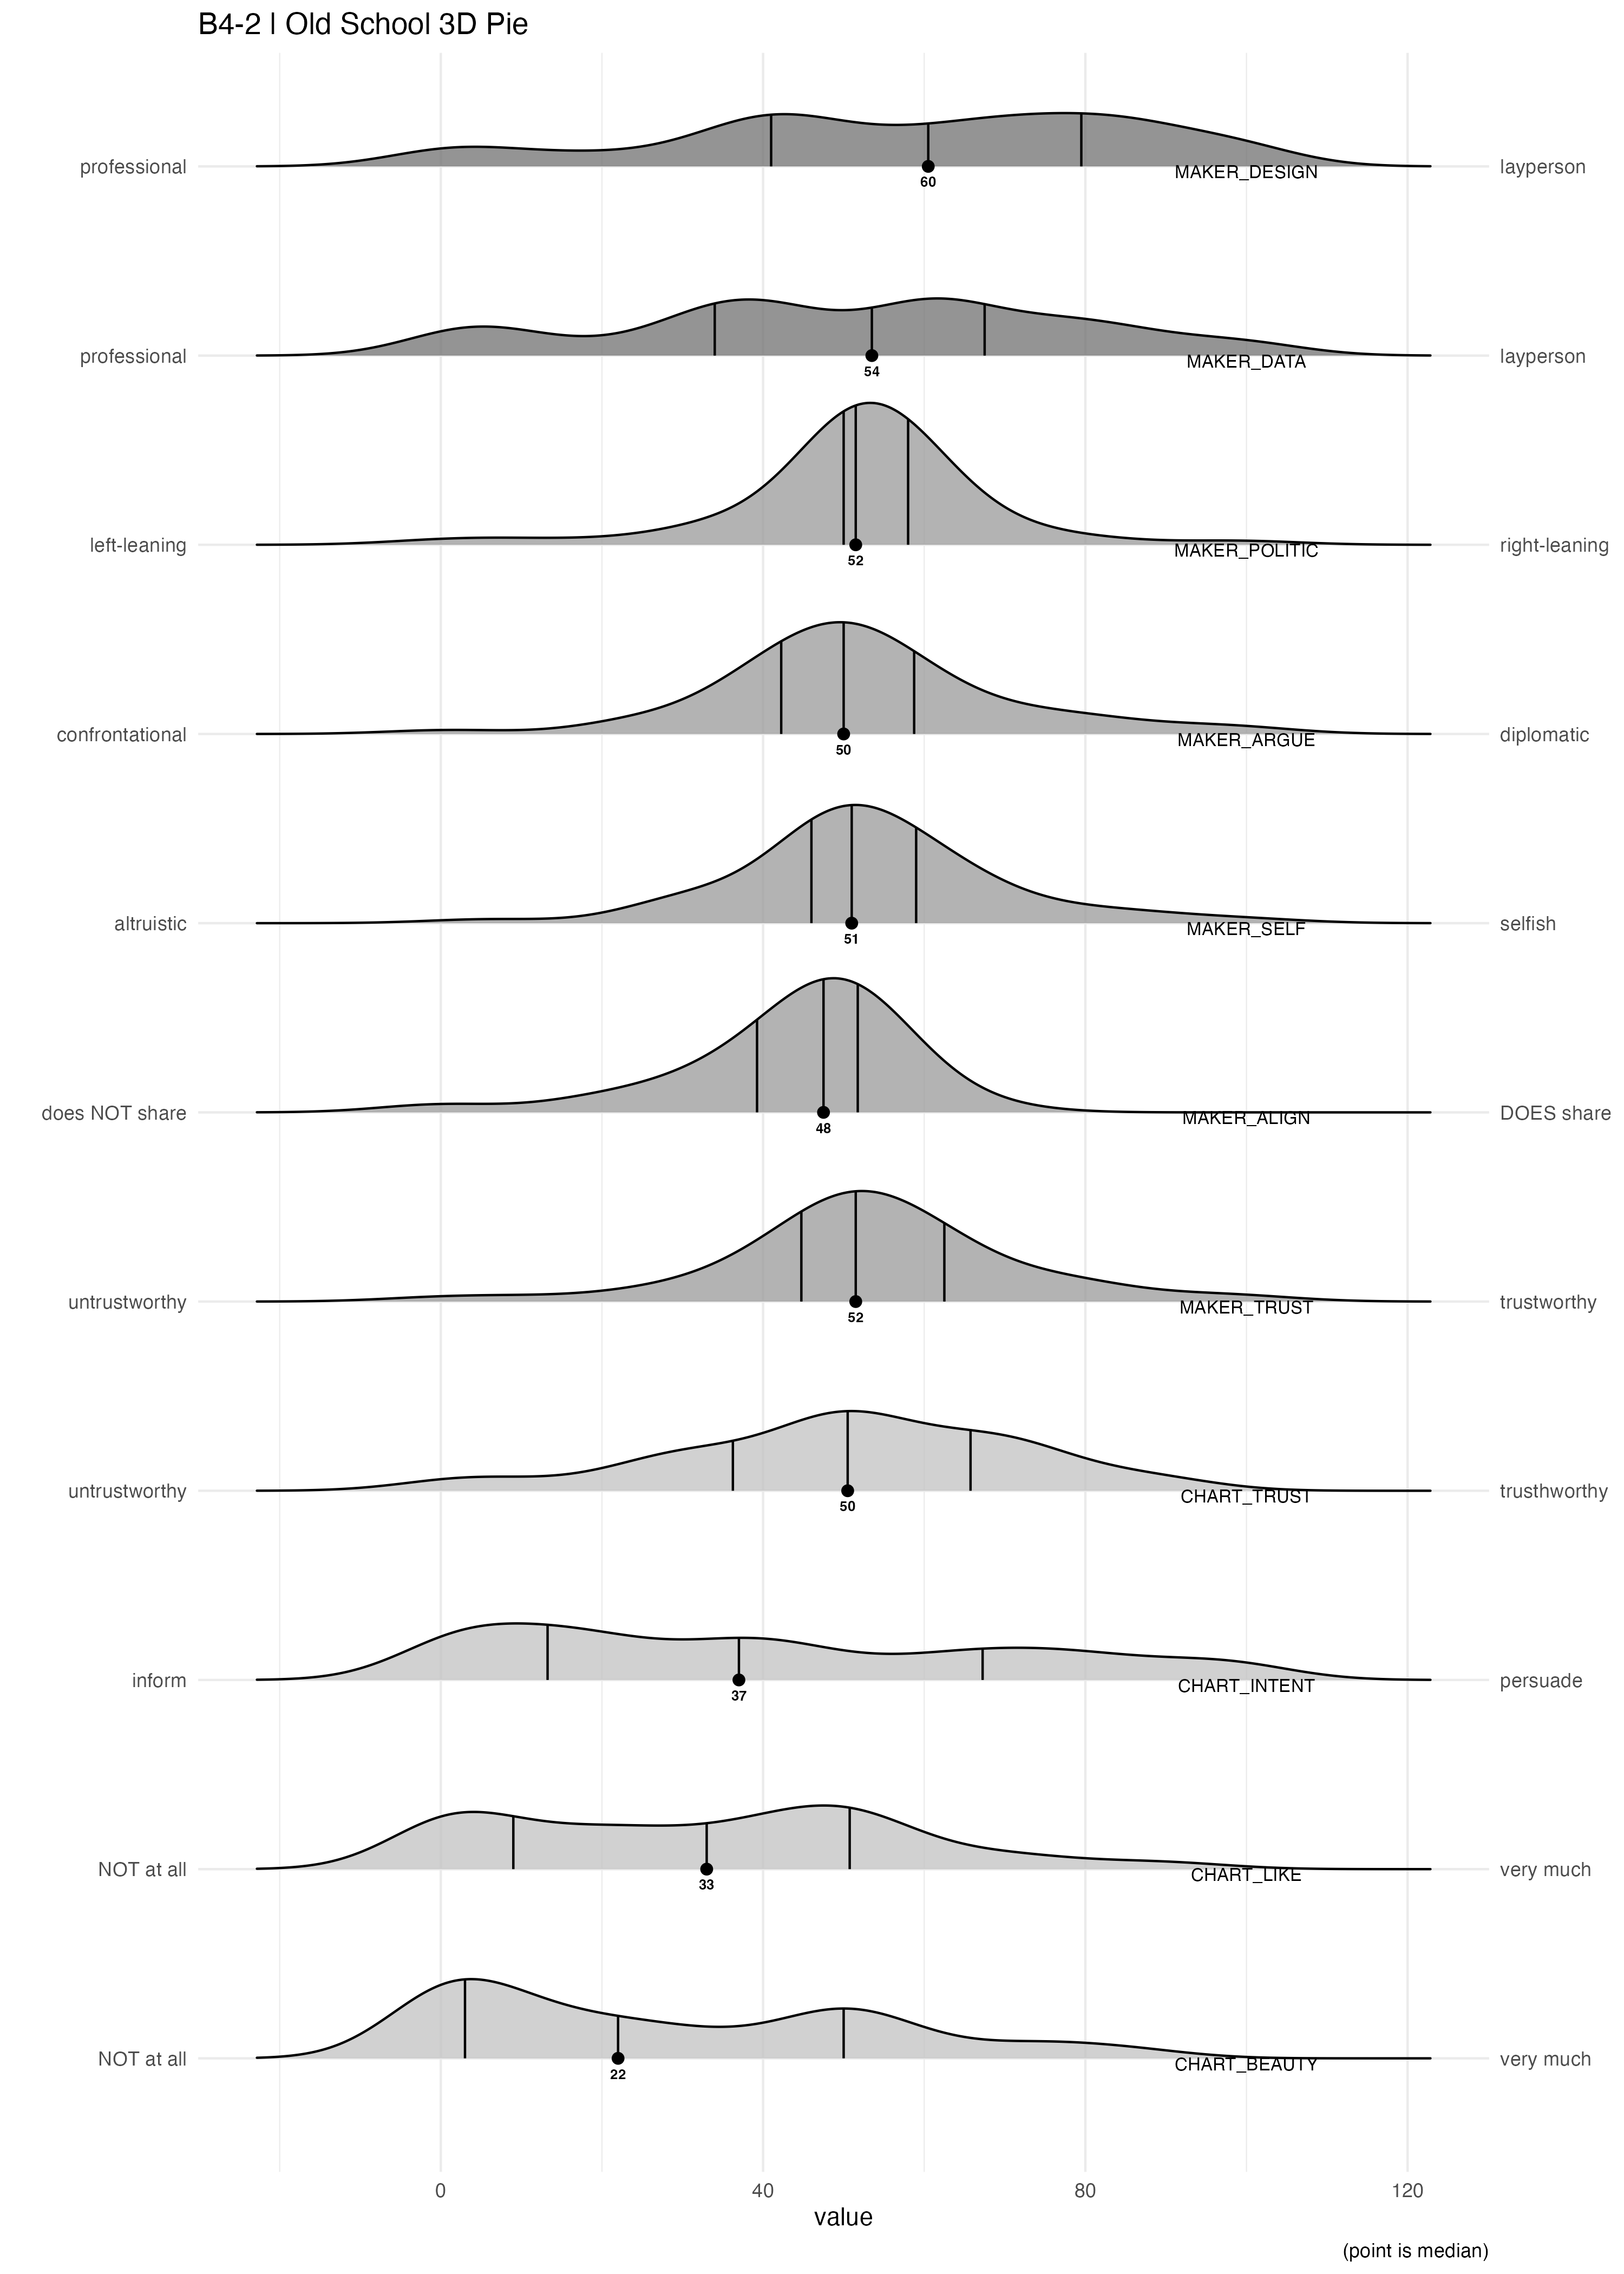 B4-2 | Old School 3D Pie
professional MAKER_DESIGN layperson
60
professional MAKER_DATA layperson
54
left-leaning MAKER_POLITIC right-leaning
52
confrontational MAKER_ARGUE diplomatic
50
altruistic MAKER_SELF selfish
51
does NOT share MAKER_ALIGN DOES share
48
untrustworthy MAKER_TRUST trustworthy
52
untrustworthy CHART_TRUST trusthworthy
50
inform CHART_INTENT persuade
37
NOT at all CHART_LIKE very much
33
NOT at all CHART_BEAUTY very much
22
0 40 80 120
value
(point is median)